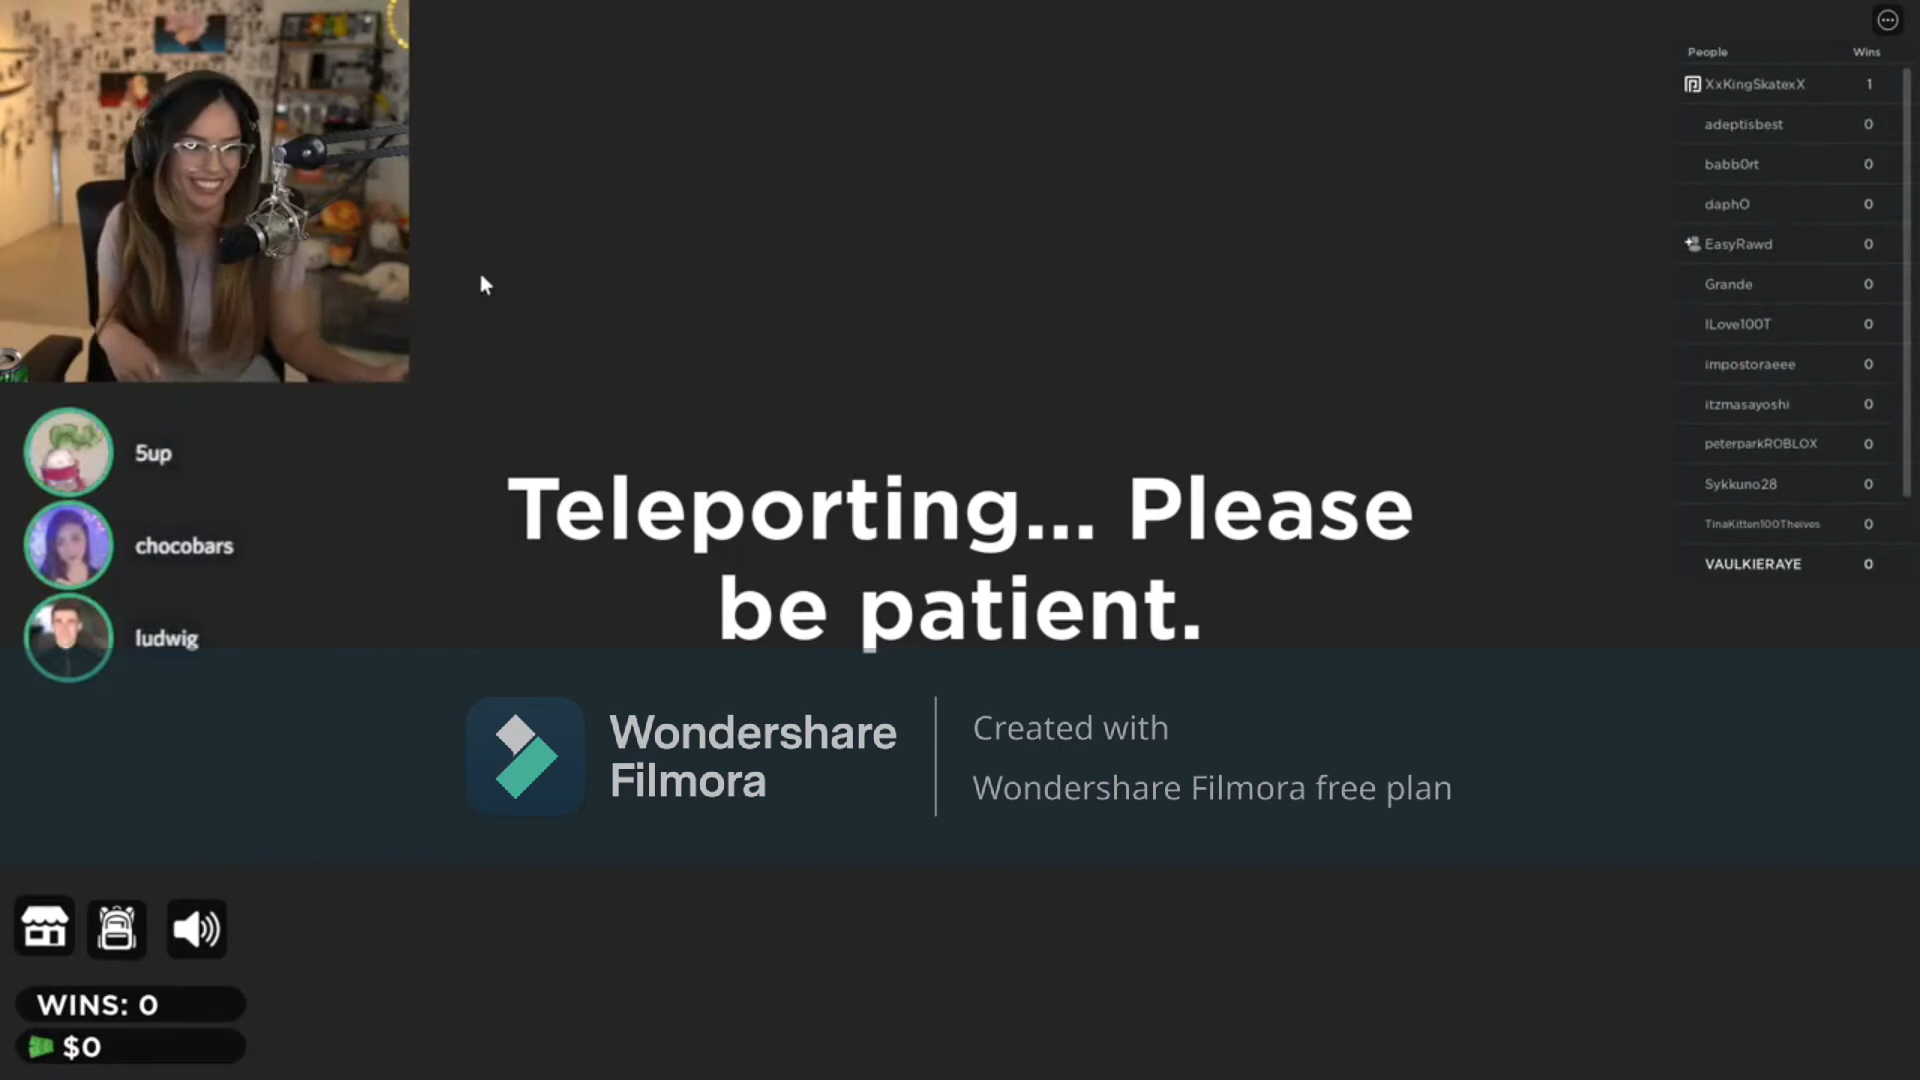 People Wins
XxKingSkatexX 1
adeptisbest 0
babb0rt 0
daphO 0
EasyRawd 0
Grande 0
ILove100T 0
impostoraeee 0
itzmasayoshi 0
peterparkROBLOX 0
Sykkuno28 0
TinaKitten100Theives 0
VAULKIERAYE 0
5up
chocobars
ludwig
Teleporting... Please
be patient.
Wondershare
Filmora
Created with
Wondershare Filmora free plan
WINS: 0
$0